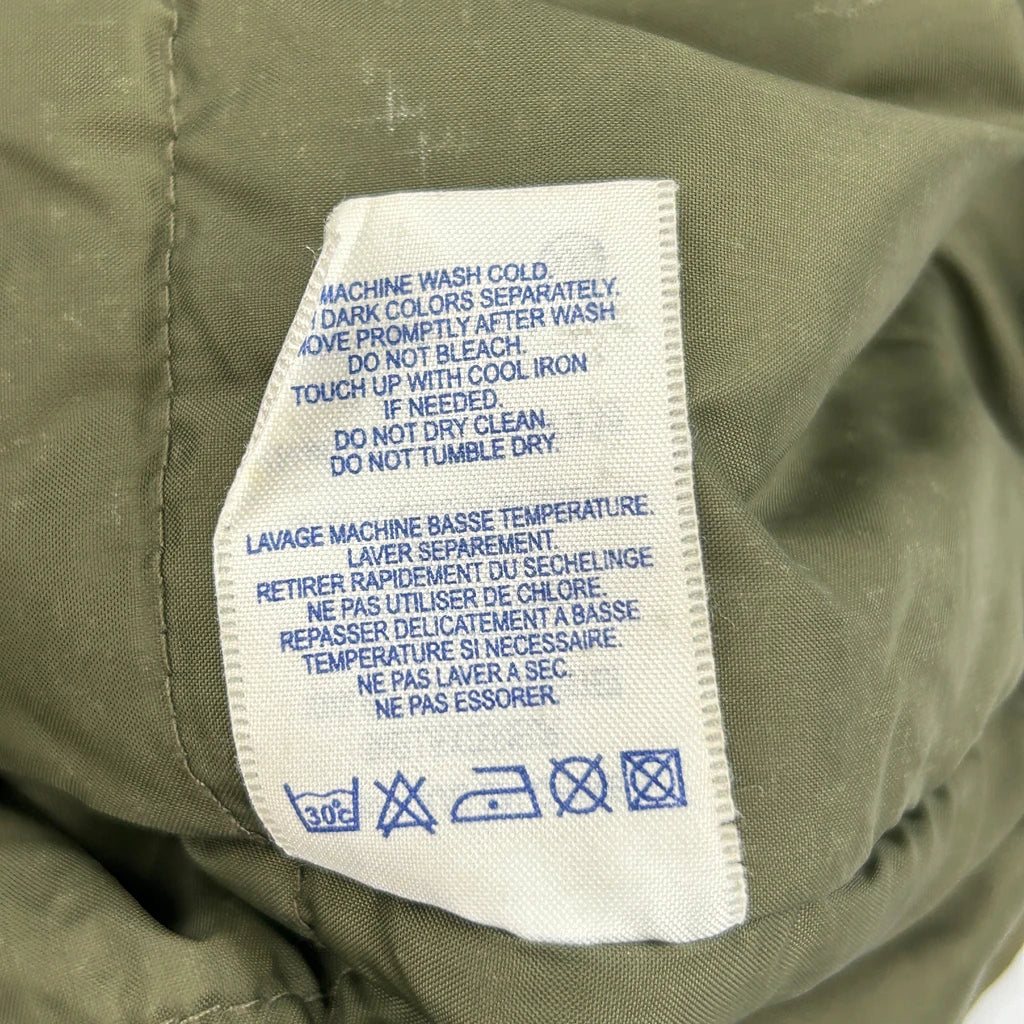 MACHINE WASH COLD.
DARK COLORS SEPARATELY.
PROMPTLY AFTER WASH
DO NOT BLEACH.
TOUCH UP WITH COOL IRON
IF NEEDED.
DO NOT DRY CLEAN.
DO NOT TUMBLE DRY.
LAVAGE MACHINE BASSE TEMPERATURE.
LAVER SEPAREMENT.
RETIRER RAPIDEMENT DU SECHELINGE
NE PAS UTILISER DE CHLORE.
REPASSER DELICATEMENT A BASSE
TEMPERATURE SI NECESSAIRE.
NE PAS LAVER A SEC.
NE PAS ESSORER.
30°c